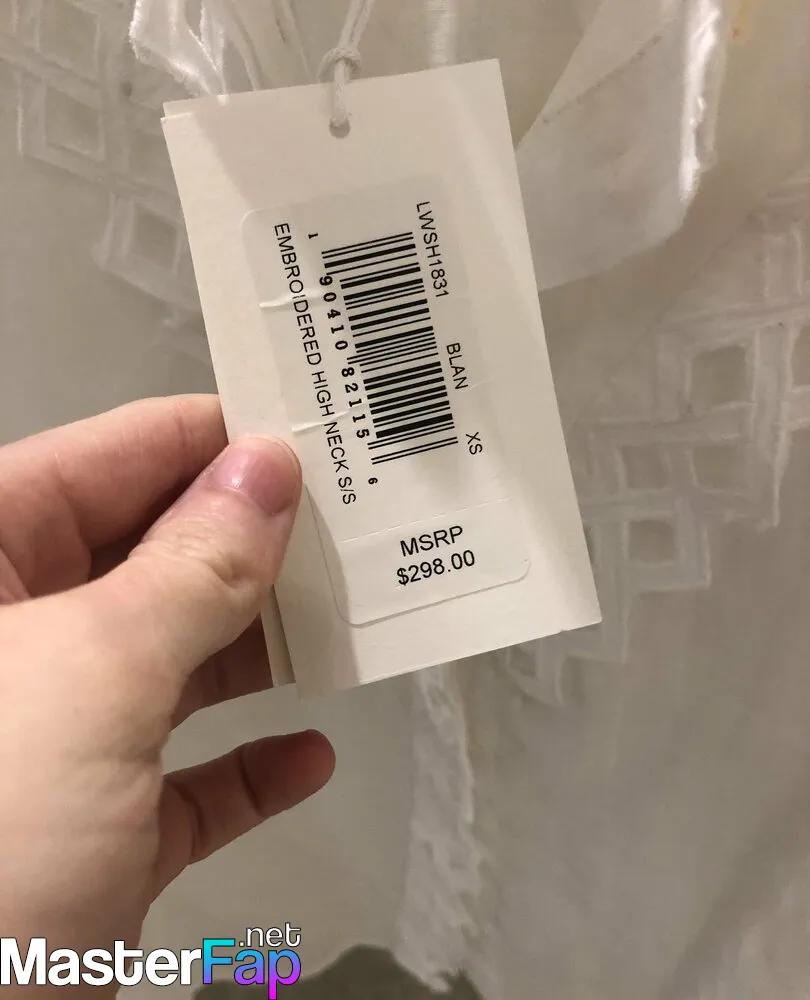 LWSH1831 BLAN XS
1 90410 82115 6
EMBROIDERED HIGH NECK S/S
MSRP
$298.00
MasterFap.net